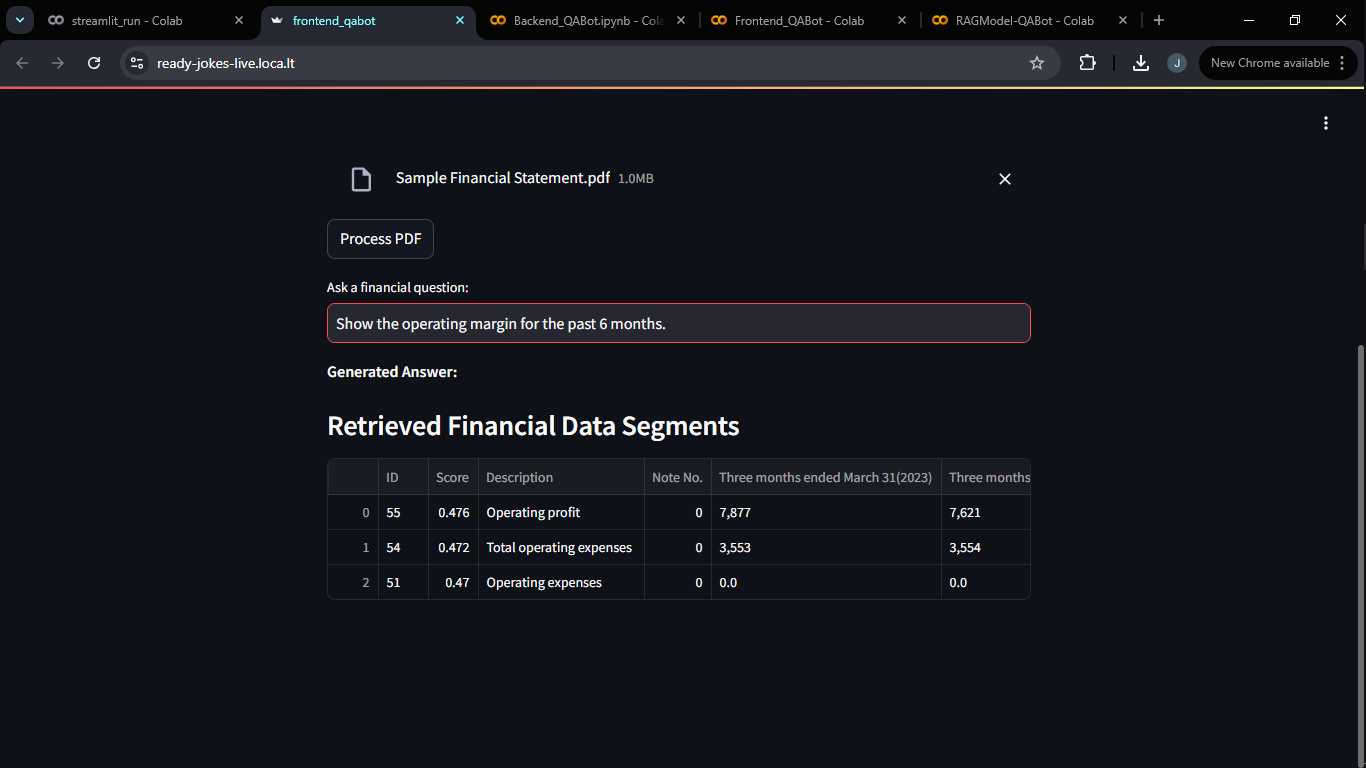 streamlit_run - Colab
frontend_qabot
Backend_QABot.ipynb - Cola
Frontend_QABot - Colab
RAGModel-QABot - Colab
ready-jokes-live.loca.lt
J
New Chrome available
Sample Financial Statement.pdf 1.0MB
Process PDF
Ask a financial question:
Show the operating margin for the past 6 months.
Generated Answer:
Retrieved Financial Data Segments
ID Score Description Note No. Three months ended March 31(2023) Three months
0 55 0.476 Operating profit 0 7,877 7,621
1 54 0.472 Total operating expenses 0 3,553 3,554
2 51 0.47 Operating expenses 0 0.0 0.0